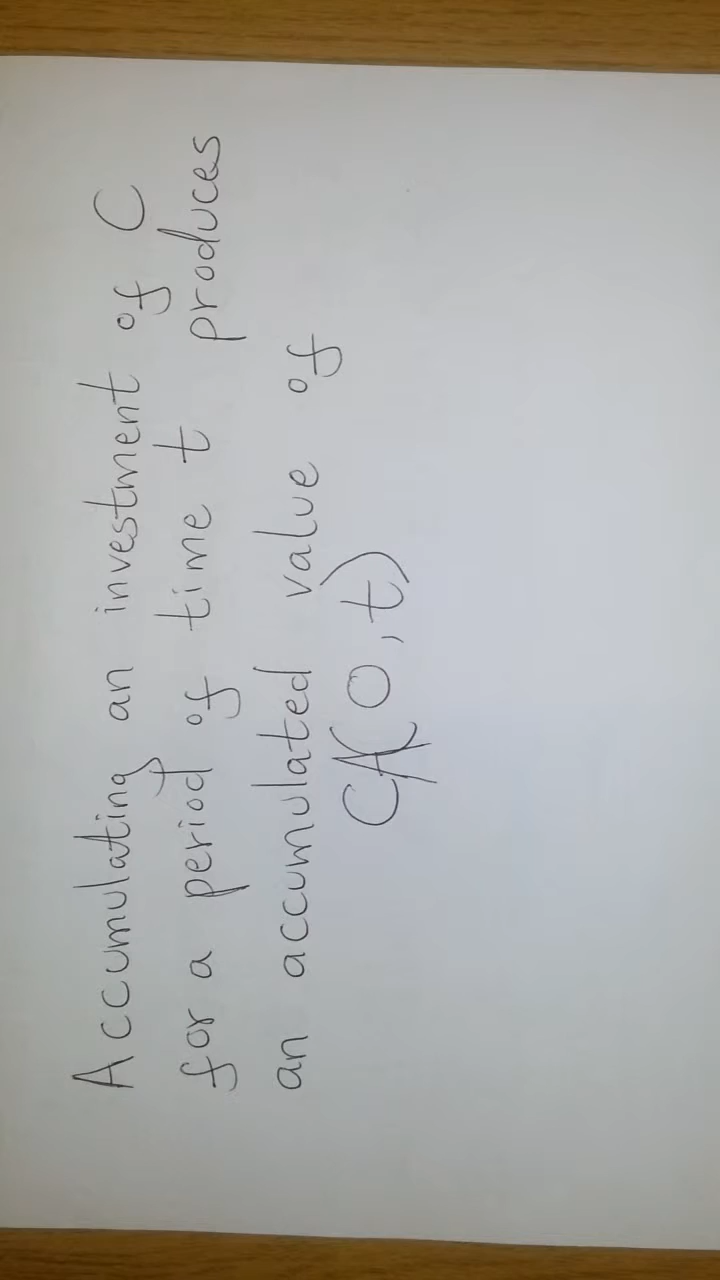 Accumulating an investment of C
for a period of time t produces
an accumulated value of
CA(0,t)